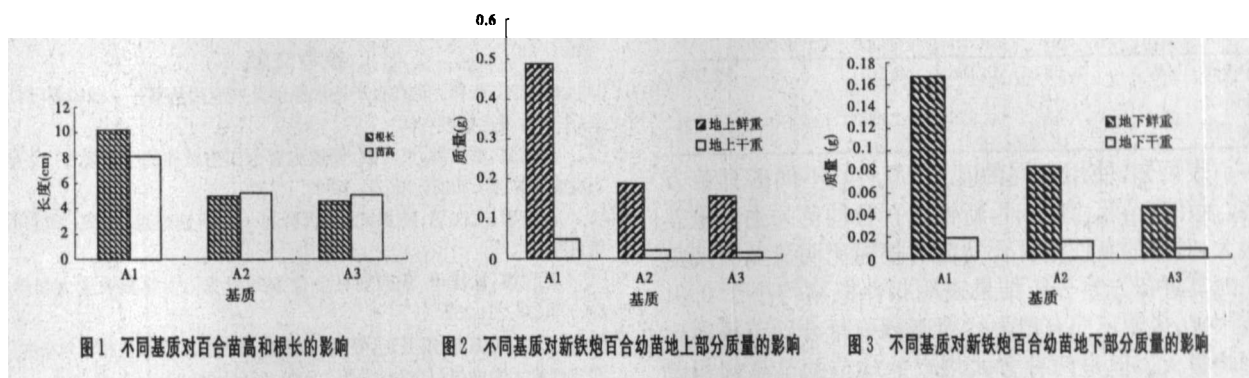 12
10
8
6
4
2
0
长度(cm)
根长
苗高
A1 A2 A3
基质
图1 不同基质对百合苗高和根长的影响
0.6
0.5
0.4
0.3
0.2
0.1
0
质量(g)
地上鲜重
地上干重
A1 A2 A3
基质
图2 不同基质对新铁炮百合幼苗地上部分质量的影响
0.18
0.16
0.14
0.12
0.1
0.08
0.06
0.04
0.02
0
质量 (g)
地下鲜重
地下干重
A1 A2 A3
基质
图3 不同基质对新铁炮百合幼苗地下部分质量的影响